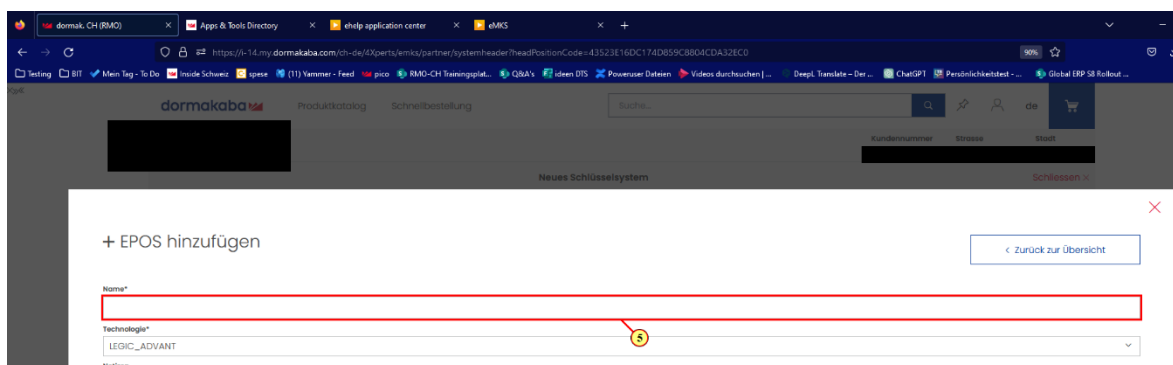 dormak. CH (RMO) Apps & Tools Directory ehelp application center eMKS
https://i-14.my.dormakaba.com/ch-de/4Xperts/emks/partner/systemheader?headPositionCode=43523E16DC174D859C8804CDA32EC0 90%
Testing BIT Mein Tag - To Do Inside Schweiz spese (11) Yammer - Feed pico RMO-CH Trainingsplat... Q&A's ideen DTS Poweruser Dateien Videos durchsuchen | ... DeepL Translate – Der ... ChatGPT Persönlichkeitstest - ... Global ERP S8 Rollout ...
dormakaba Produktkatalog Schnellbestellung Suche... de
Kundennummer Strasse Stadt
Neues Schlüsselsystem Schliessen ×
+ EPOS hinzufügen
< Zurück zur Übersicht
Name*
5
Technologie*
LEGIC_ADVANT